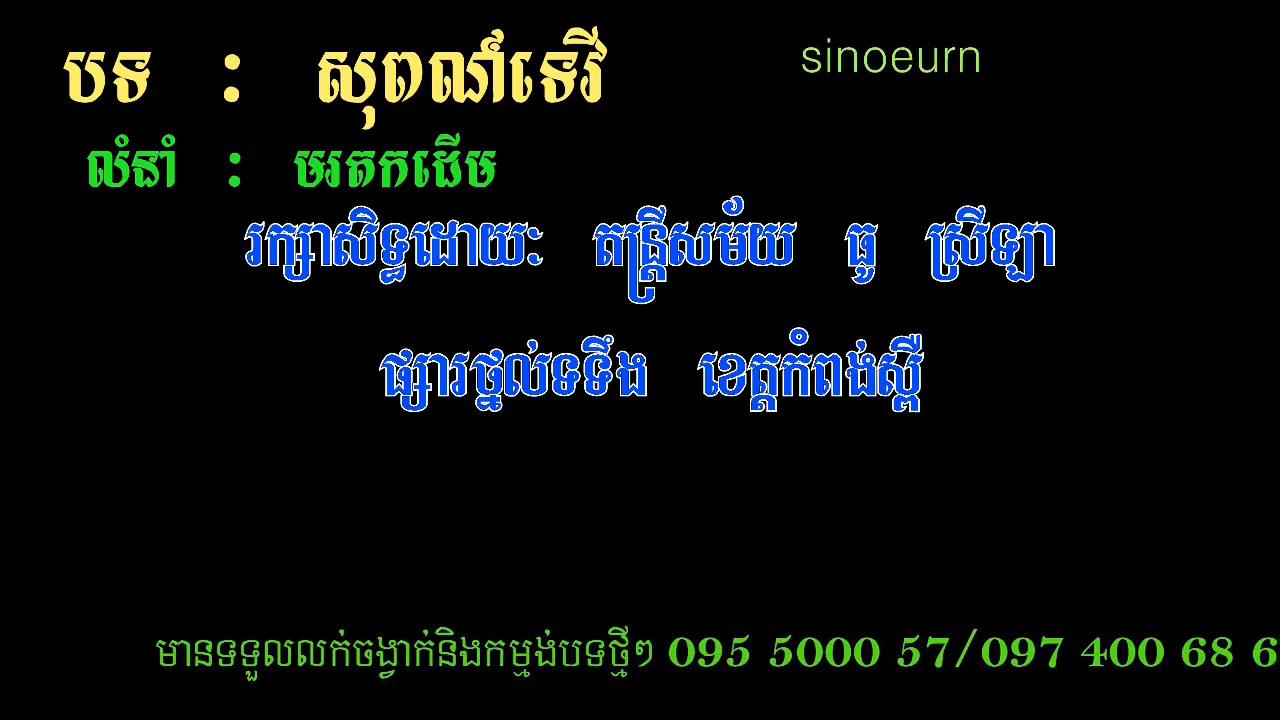 បទ : សុពណ៌ទេវី
sinoeurn
លំនាំ : មរតកដើម
រក្សាសិទ្ធដោយៈ តន្ត្រីសម័យ ធូ ស្រីឡា
ផ្សារថ្នល់ទទឹង ខេត្តកំពង់ស្ពឺ
មានទទួលលក់ចង្វាក់និងកម្មង់បទថ្មីៗ 095 5000 57/097 400 68 6